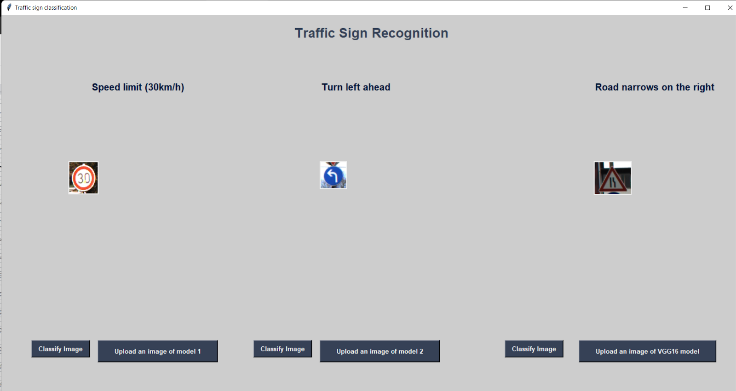 Traffic sign classification
Traffic Sign Recognition
Speed limit (30km/h)
Turn left ahead
Road narrows on the right
30
Classify Image
Upload an image of model 1
Classify Image
Upload an image of model 2
Classify Image
Upload an image of VGG16 model